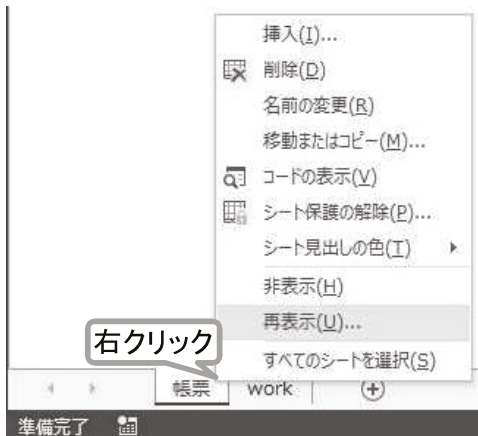 挿入(I)...
削除(D)
名前の変更(R)
移動またはコピー(M)...
コードの表示(V)
シート保護の解除(P)...
シート見出しの色(T)
非表示(H)
再表示(U)...
すべてのシートを選択(S)
右クリック
帳票 work
準備完了